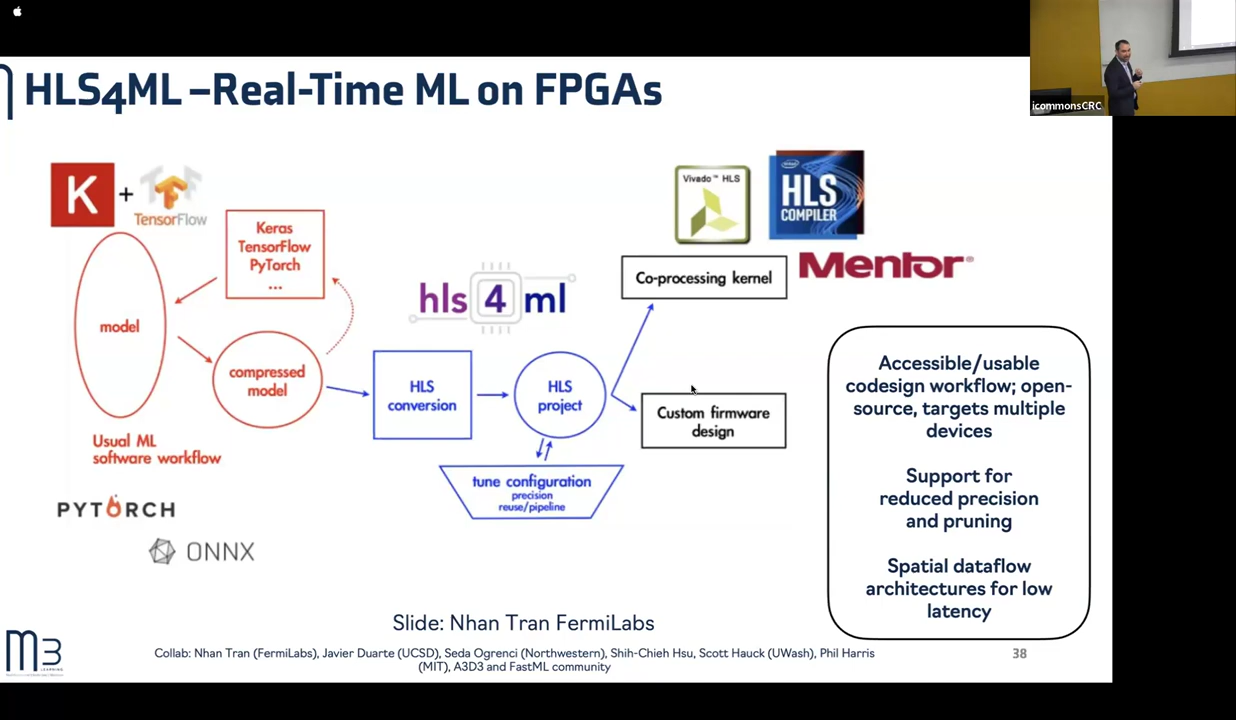 icommonsCRC
HLS4ML –Real-Time ML on FPGAs
K
+
TensorFlow
Keras
TensorFlow
PyTorch
...
model
compressed
model
Usual ML
software workflow
PYTORCH
ONNX
hls 4 ml
HLS
conversion
HLS
project
tune configuration
precision
reuse/pipeline
Vivado™ HLS
intel
HLS
COMPILER
Mentor®
Co-processing kernel
Custom firmware
design
Accessible/usable
codesign workflow; open-
source, targets multiple
devices
Support for
reduced precision
and pruning
Spatial dataflow
architectures for low
latency
Slide: Nhan Tran FermiLabs
M3
Collab: Nhan Tran (FermiLabs), Javier Duarte (UCSD), Seda Ogrenci (Northwestern), Shih-Chieh Hsu, Scott Hauck (UWash), Phil Harris
(MIT), A3D3 and FastML community
38